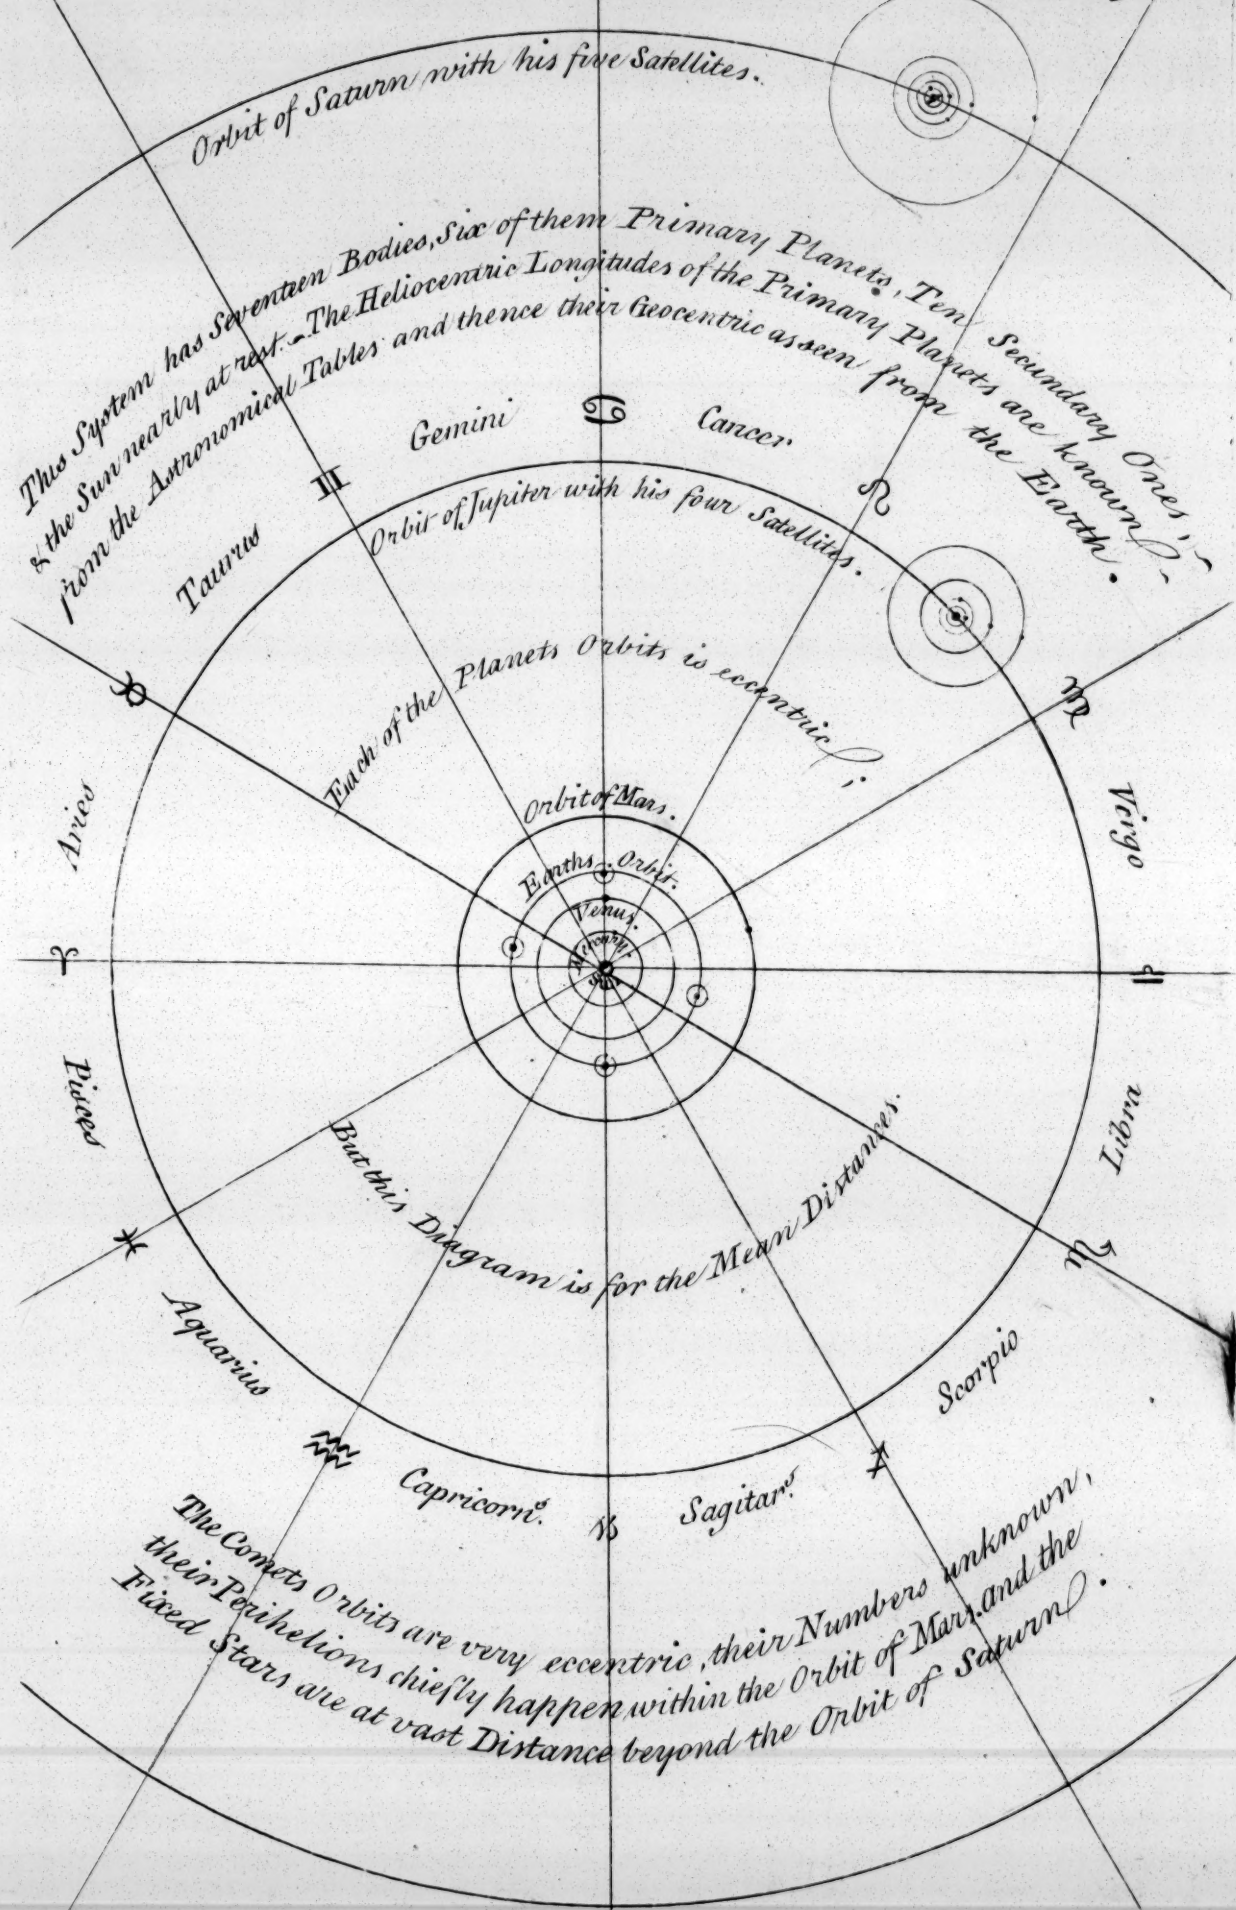 Orbit of Saturn with his five Satellites.
This System has Seventeen Bodies, Six of them Primary Planets, Ten Secundary Ones,
& the Sun nearly at rest. The Heliocentric Longitudes of the Primary Planets are known
from the Astronomical Tables and thence their Geocentric as seen from the Earth.
Gemini ♋ Cancer
♊ ♌
Taurus
Orbit of Jupiter with his four Satellites.
♉ ♍
Each of the Planets Orbits is eccentric;
Aries Virgo
Orbit of Mars.
Earths Orbit.
Venus.
Mercury.
Sun
♈ ♎
Pisces Libra
But this Diagram is for the Mean Distances.
♓ ♏
Aquarius Scorpio
♒ ♐
Capricorns. Sagitars.
♑
The Comets Orbits are very eccentric, their Numbers unknown,
their Perihelions chiefly happen within the Orbit of Mars. and the
Fixed Stars are at vast Distance beyond the Orbit of Saturn.